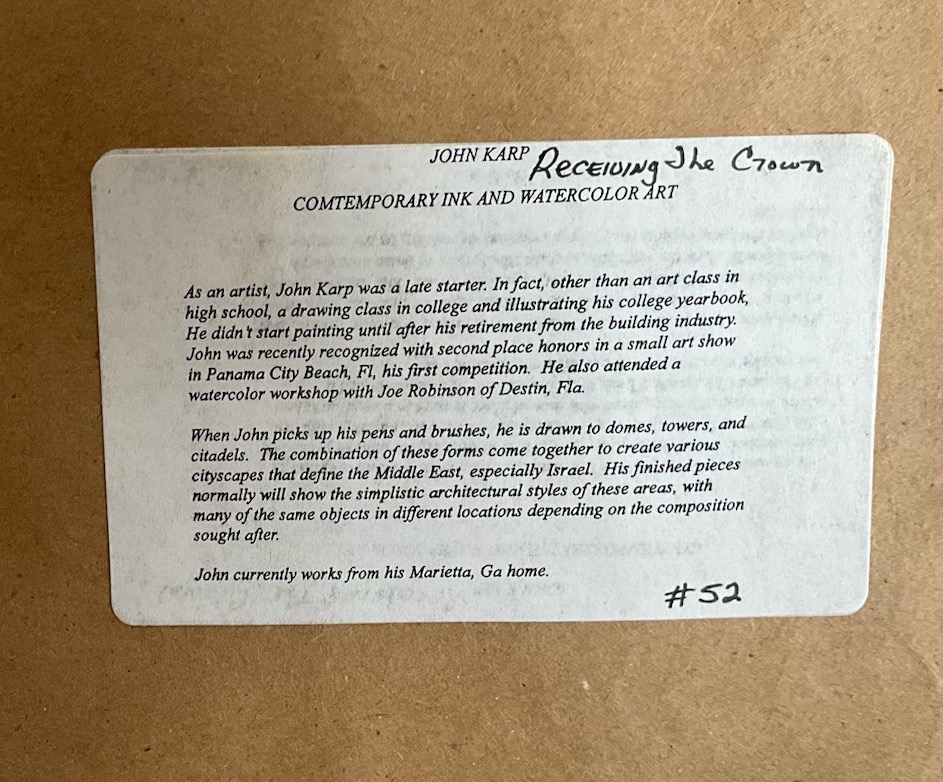 JOHN KARP Receiving The Crown
COMTEMPORARY INK AND WATERCOLOR ART
As an artist, John Karp was a late starter. In fact, other than an art class in
high school, a drawing class in college and illustrating his college yearbook,
He didn't start painting until after his retirement from the building industry.
John was recently recognized with second place honors in a small art show
in Panama City Beach, Fl, his first competition. He also attended a
watercolor workshop with Joe Robinson of Destin, Fla.
When John picks up his pens and brushes, he is drawn to domes, towers, and
citadels. The combination of these forms come together to create various
cityscapes that define the Middle East, especially Israel. His finished pieces
normally will show the simplistic architectural styles of these areas, with
many of the same objects in different locations depending on the composition
sought after.
John currently works from his Marietta, Ga home.
#52